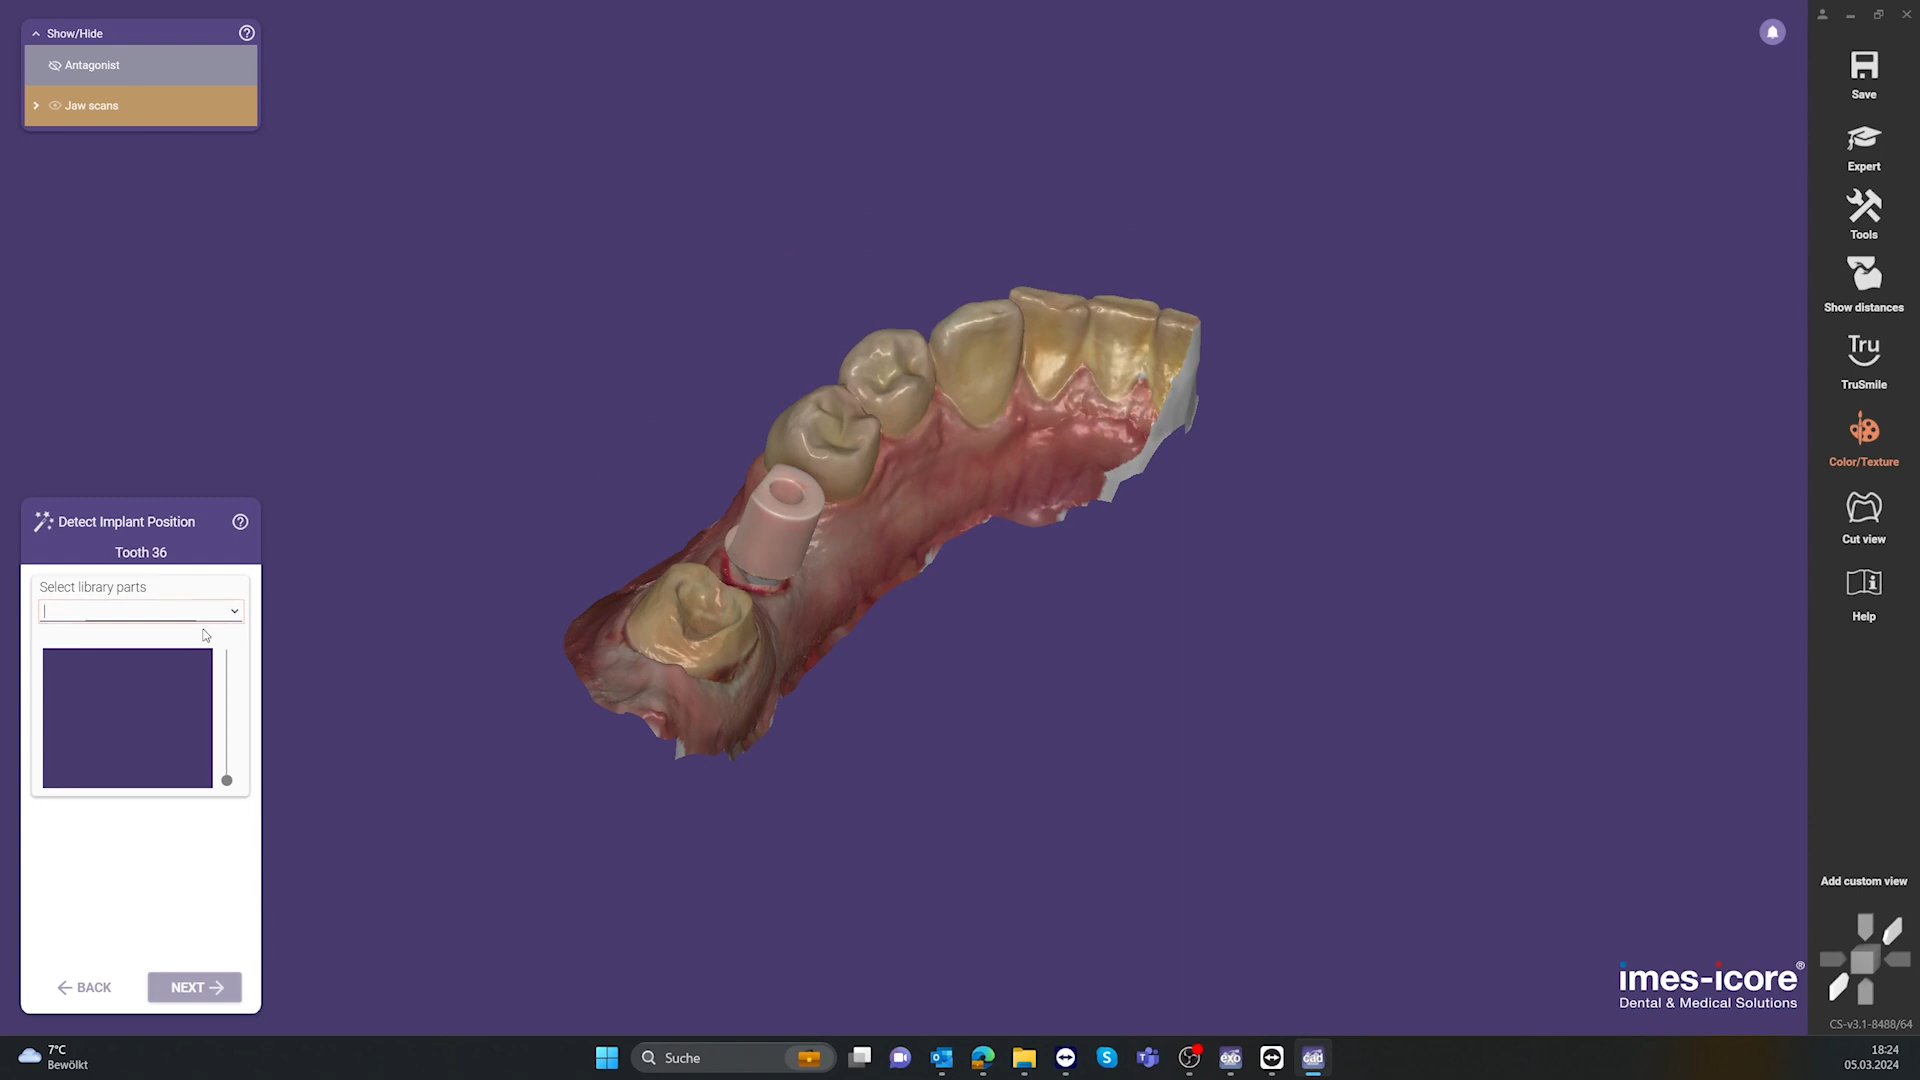 Show/Hide
Antagonist
Jaw scans
Detect Implant Position
Tooth 36
Select library parts
BACK
NEXT
Save
Expert
Tools
Show distances
Tru
TruSmile
Color/Texture
Cut view
Help
Add custom view
imes-icore®
Dental & Medical Solutions
CS-v3.1-8488/64
7°C
Bewölkt
Suche
exo
cad
18:24
05.03.2024